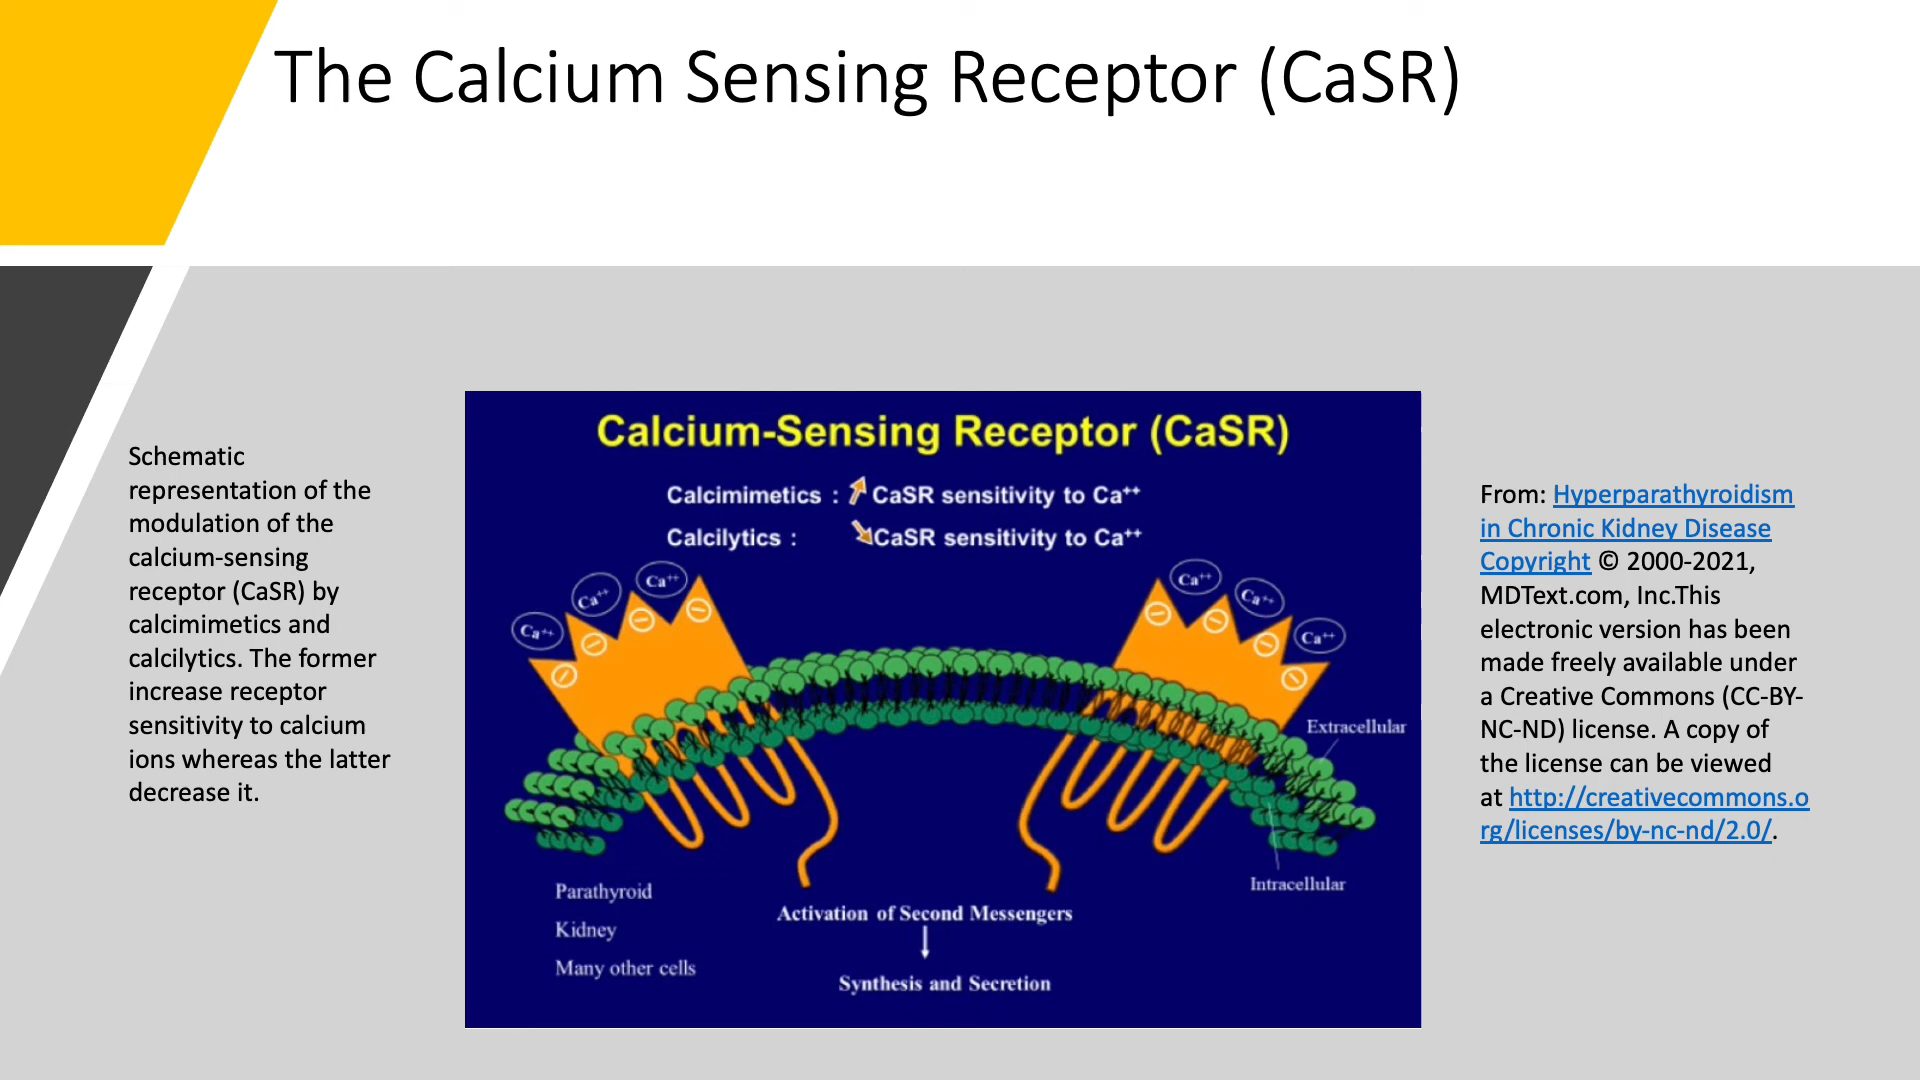 The Calcium Sensing Receptor (CaSR)
Schematic
representation of the
modulation of the
calcium-sensing
receptor (CaSR) by
calcimimetics and
calcilytics. The former
increase receptor
sensitivity to calcium
ions whereas the latter
decrease it.
Calcium-Sensing Receptor (CaSR)
Calcimimetics : CaSR sensitivity to Ca⁺⁺
Calcilytics : CaSR sensitivity to Ca⁺⁺
Ca⁺⁺
Ca⁺⁺
Ca⁺⁺
Ca⁺⁺
Ca⁺⁺
Ca⁺⁺
Extracellular
Intracellular
Parathyroid
Kidney
Many other cells
Activation of Second Messengers
Synthesis and Secretion
From: Hyperparathyroidism
in Chronic Kidney Disease
Copyright © 2000-2021,
MDText.com, Inc.This
electronic version has been
made freely available under
a Creative Commons (CC-BY-
NC-ND) license. A copy of
the license can be viewed
at http://creativecommons.o
rg/licenses/by-nc-nd/2.0/.